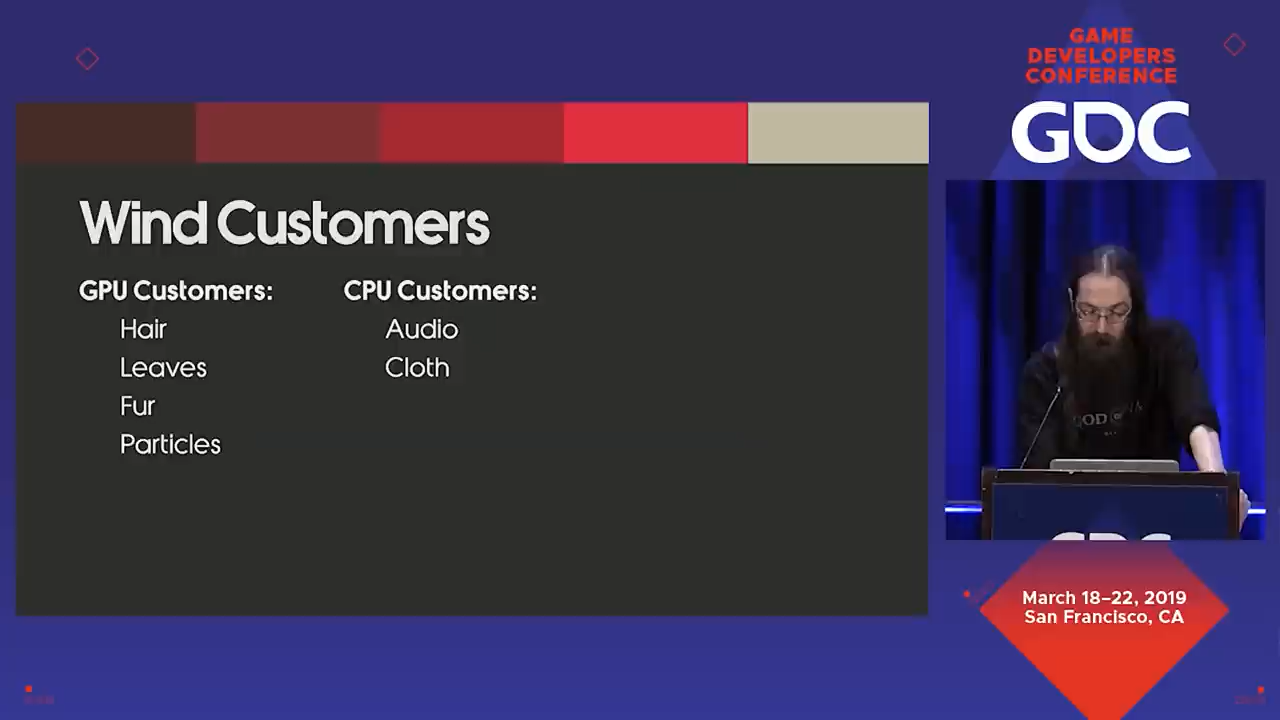 GAME
DEVELOPERS
CONFERENCE
GDC
Wind Customers
GPU Customers:
Hair
Leaves
Fur
Particles
CPU Customers:
Audio
Cloth
March 18–22, 2019
San Francisco, CA